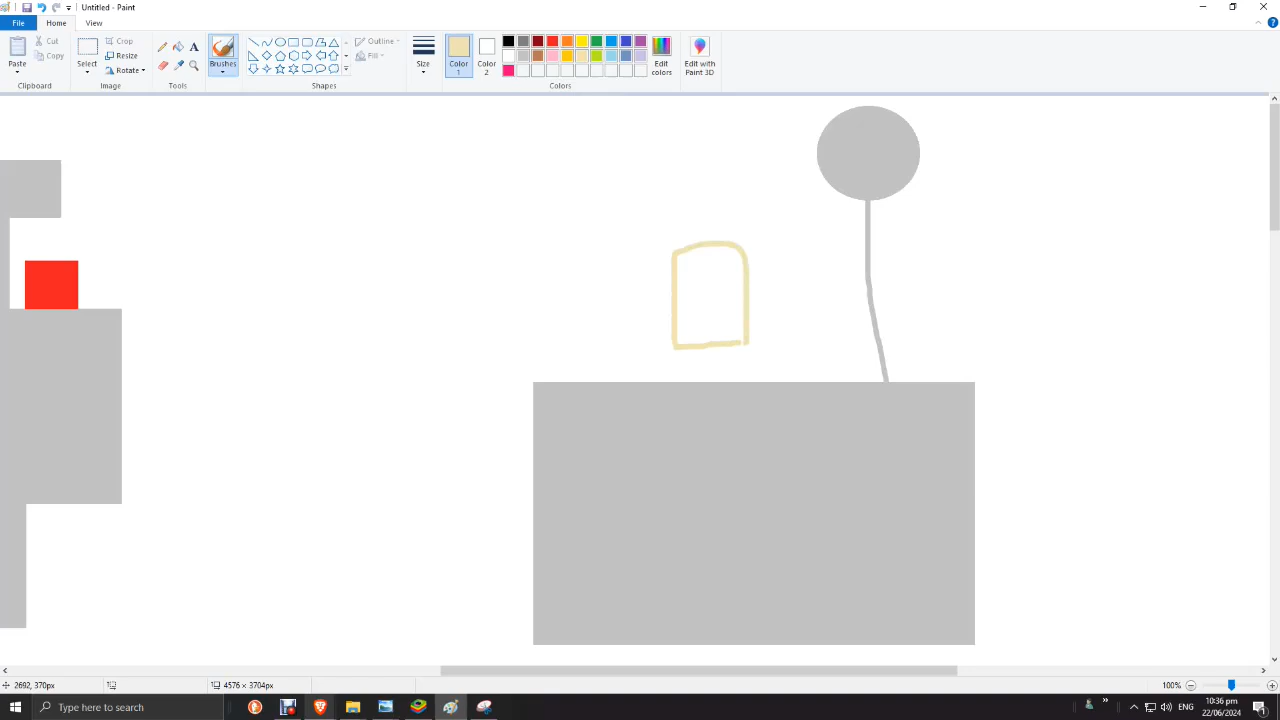 Untitled - Paint
File Home View
Paste Cut Copy Clipboard
Select Crop Resize Rotate Image
A Tools
Brushes
Outline Fill Shapes
Size
Color 1 Color 2 Edit colors Colors
Edit with Paint 3D
2692, 370px 4576 × 3704px 100%
Type here to search ENG 10:36 pm 22/06/2024